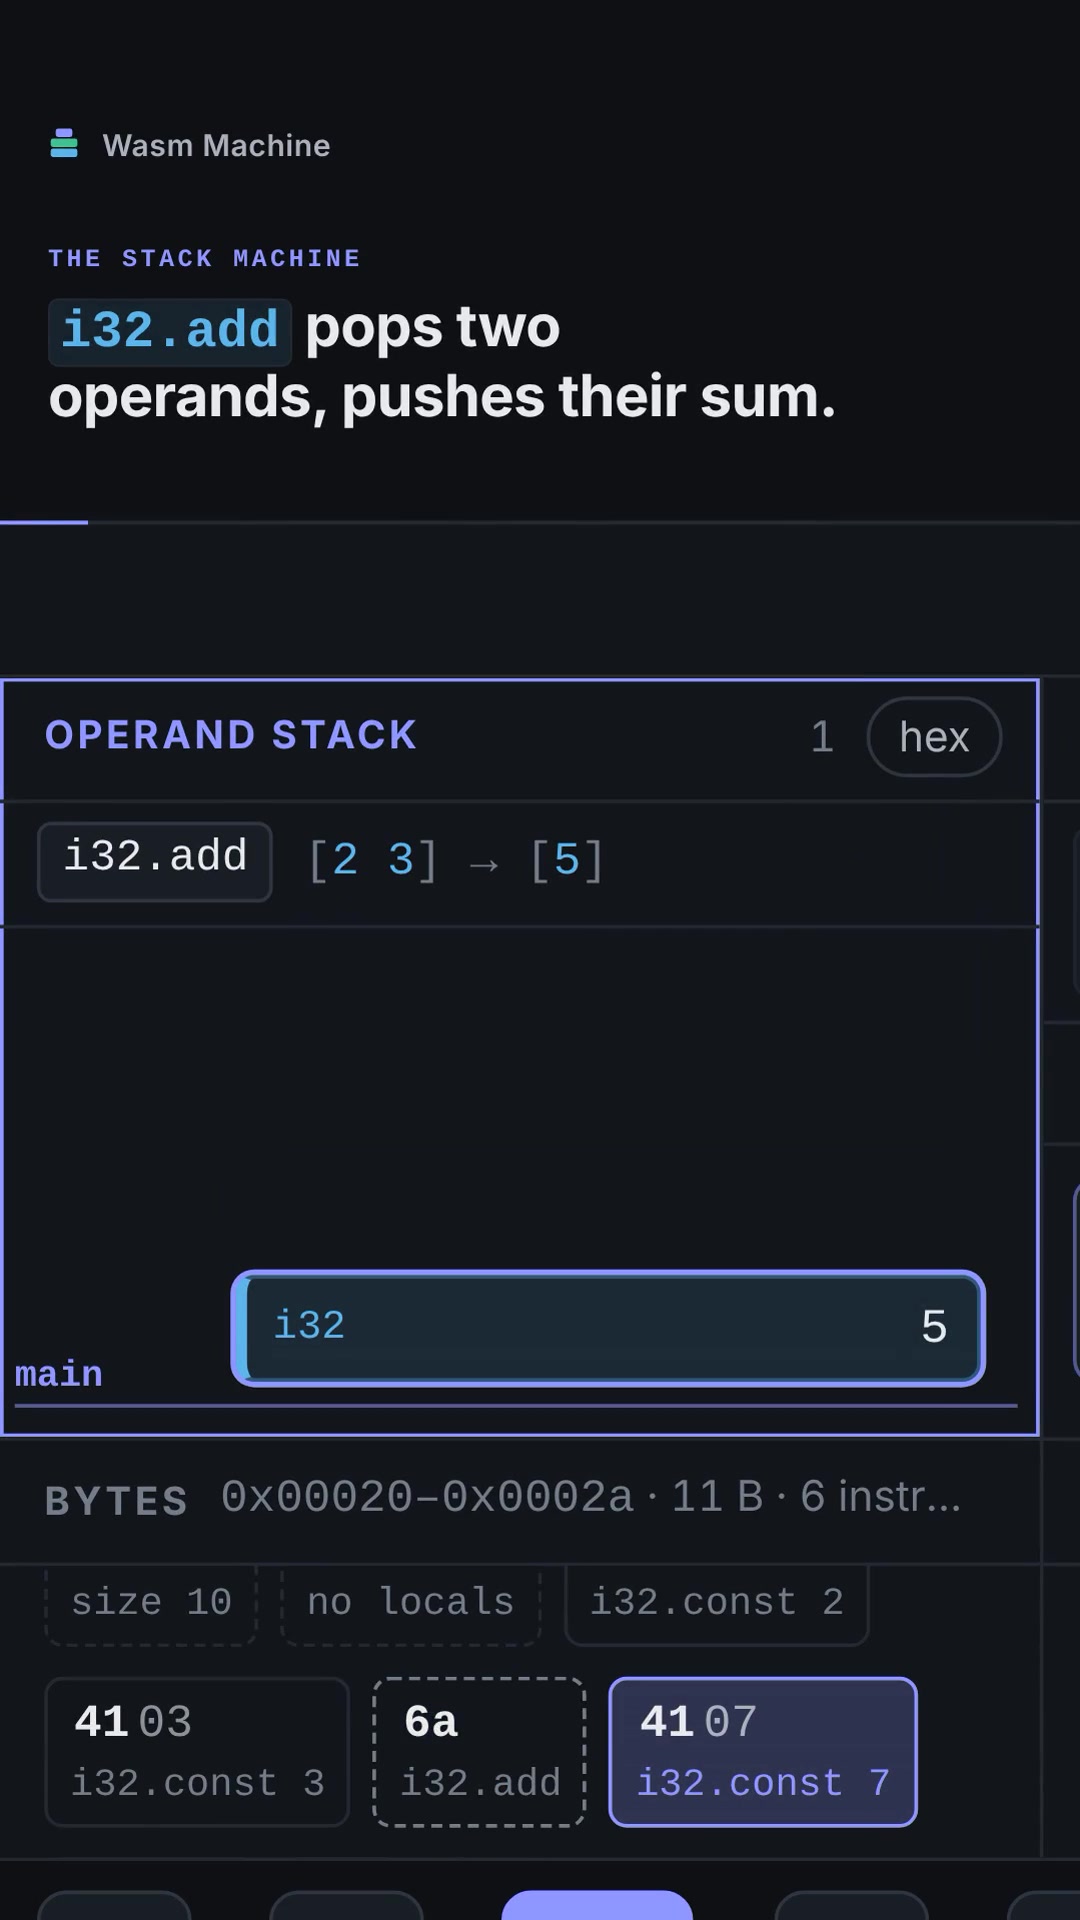 Wasm Machine
THE STACK MACHINE
i32.add pops two
operands, pushes their sum.
OPERAND STACK 1 hex
i32.add [2 3] → [5]
i32 5
main
BYTES 0x00020–0x0002a · 11 B · 6 instr…
size 10 no locals i32.const 2
41 03 6a 41 07
i32.const 3 i32.add i32.const 7